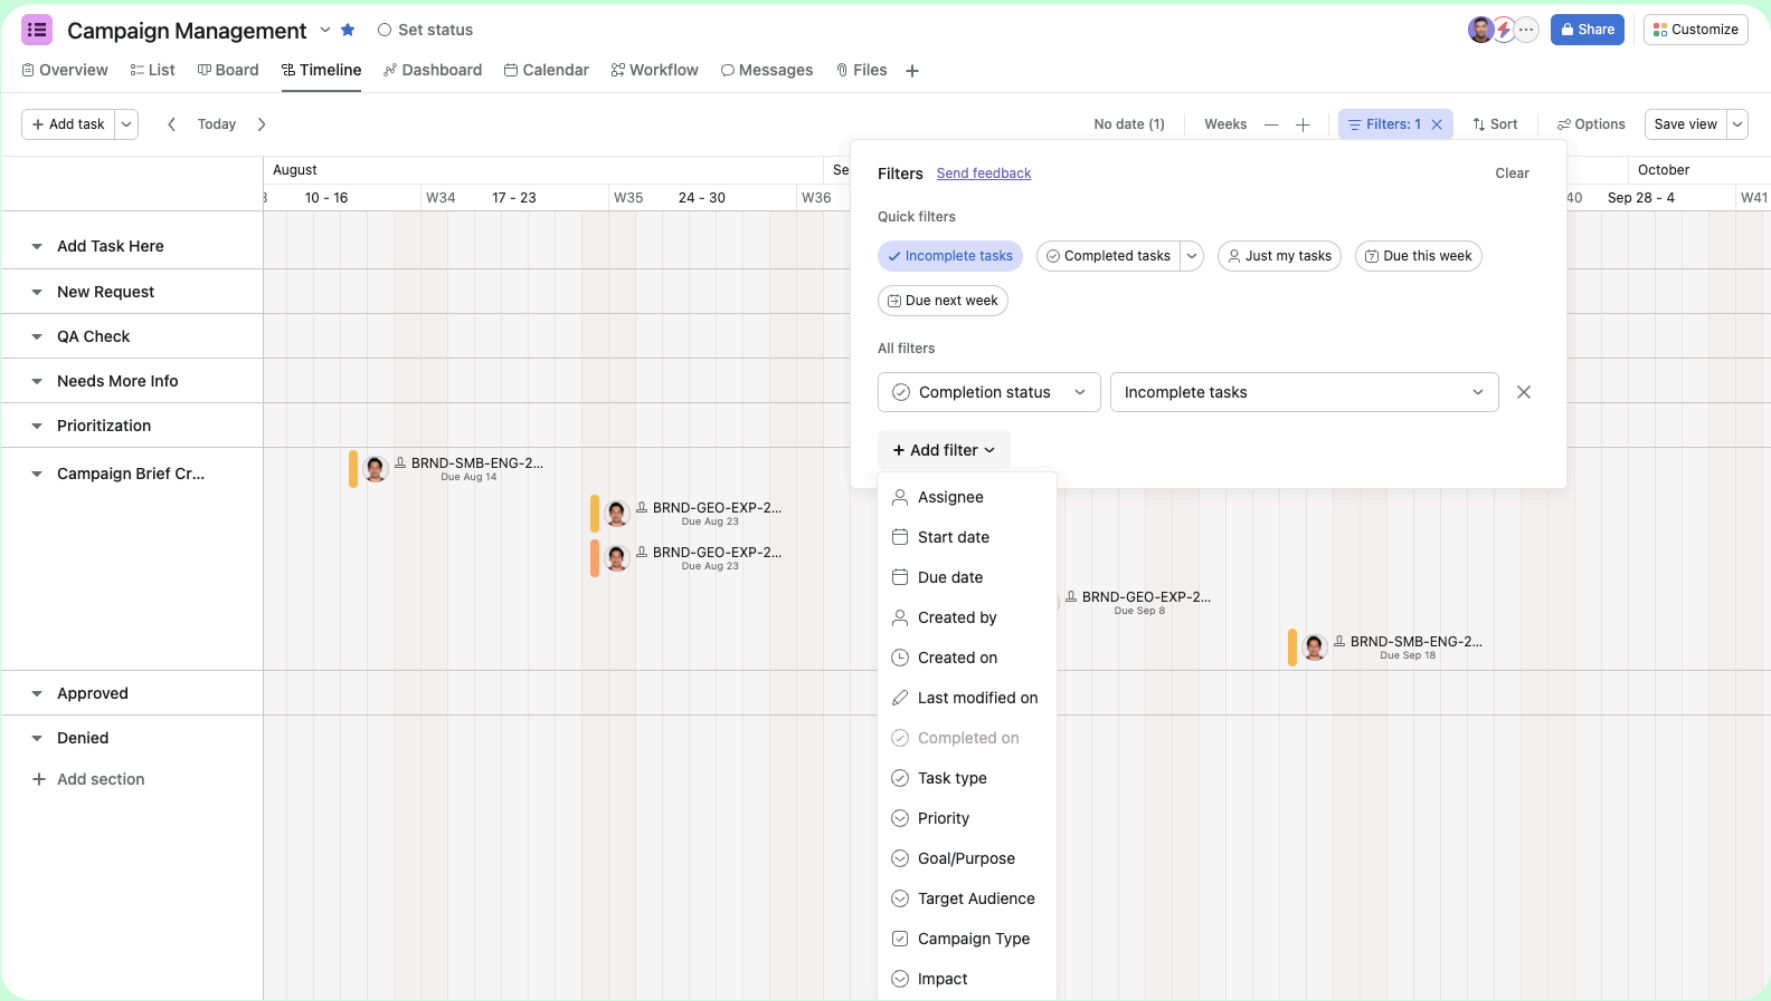 Campaign Management
Set status
Share
Customize
Overview
List
Board
Timeline
Dashboard
Calendar
Workflow
Messages
Files
+ Add task
Today
No date (1)
Weeks
Filters: 1
Sort
Options
Save view
August
October
10 - 16
W34
17 - 23
W35
24 - 30
W36
40
Sep 28 - 4
W41
Filters
Send feedback
Clear
Quick filters
Incomplete tasks
Completed tasks
Just my tasks
Due this week
Due next week
All filters
Completion status
Incomplete tasks
+ Add filter
Assignee
Start date
Due date
Created by
Created on
Last modified on
Completed on
Task type
Priority
Goal/Purpose
Target Audience
Campaign Type
Impact
Add Task Here
New Request
QA Check
Needs More Info
Prioritization
Campaign Brief Cr...
BRND-SMB-ENG-2...
Due Aug 14
BRND-GEO-EXP-2...
Due Aug 23
BRND-GEO-EXP-2...
Due Aug 23
BRND-GEO-EXP-2...
Due Sep 8
BRND-SMB-ENG-2...
Due Sep 18
Approved
Denied
+ Add section